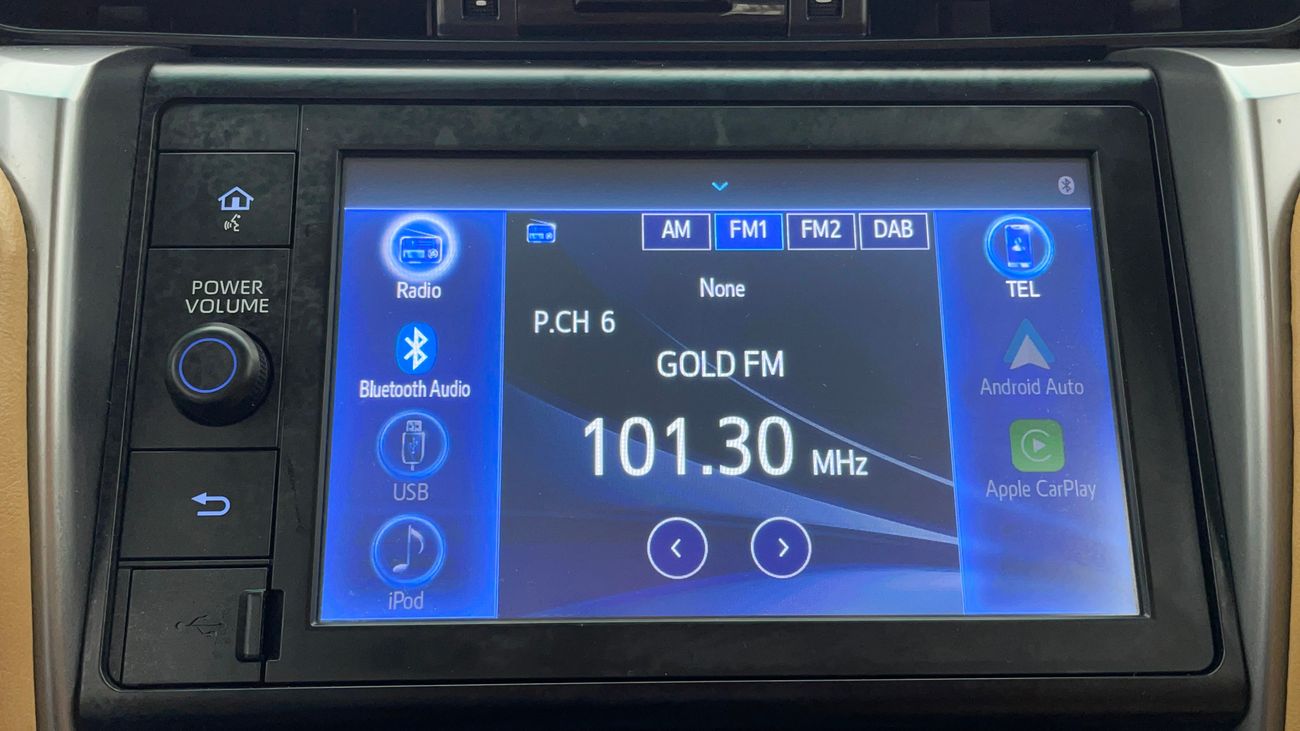 POWER
VOLUME
Radio
Bluetooth Audio
USB
iPod
AM
FM1
FM2
DAB
None
P.CH 6
GOLD FM
101.30 MHz
TEL
Android Auto
Apple CarPlay